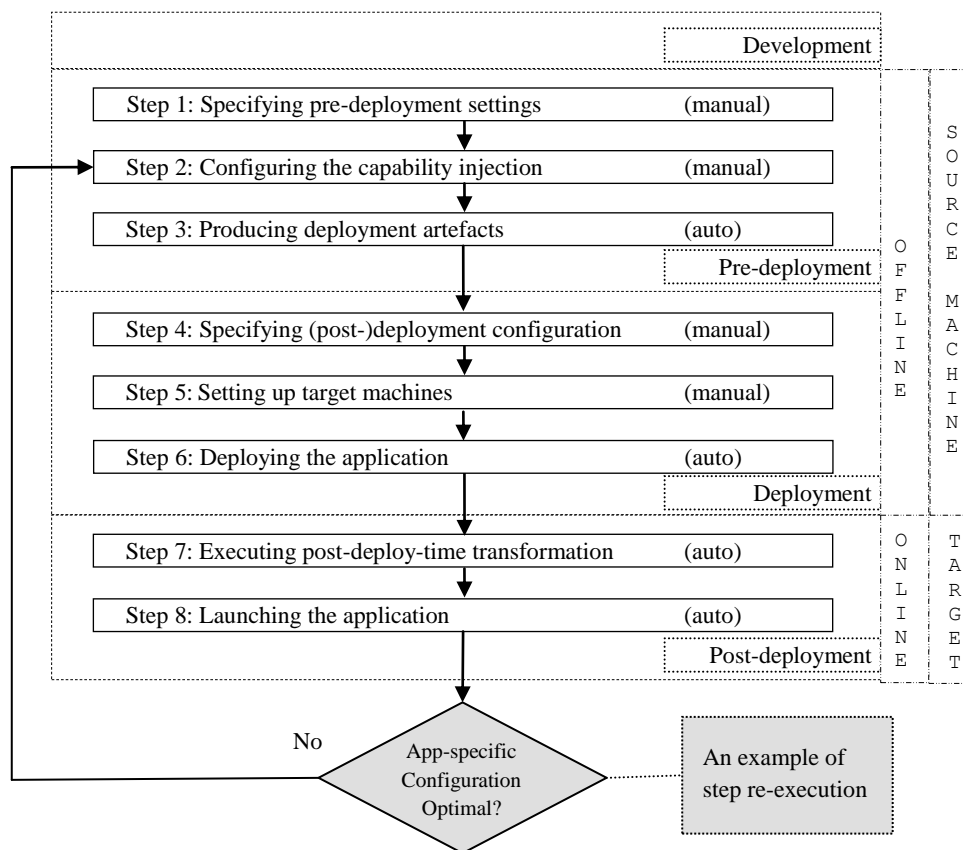 Development
Step 1: Specifying pre-deployment settings (manual)
Step 2: Configuring the capability injection (manual)
Step 3: Producing deployment artefacts (auto)
Pre-deployment
Step 4: Specifying (post-)deployment configuration (manual)
Step 5: Setting up target machines (manual)
Step 6: Deploying the application (auto)
Deployment
Step 7: Executing post-deploy-time transformation (auto)
Step 8: Launching the application (auto)
Post-deployment
OFFLINE
SOURCE MACHINE
ONLINE
TARGET
No
App-specific
Configuration
Optimal?
An example of
step re-execution